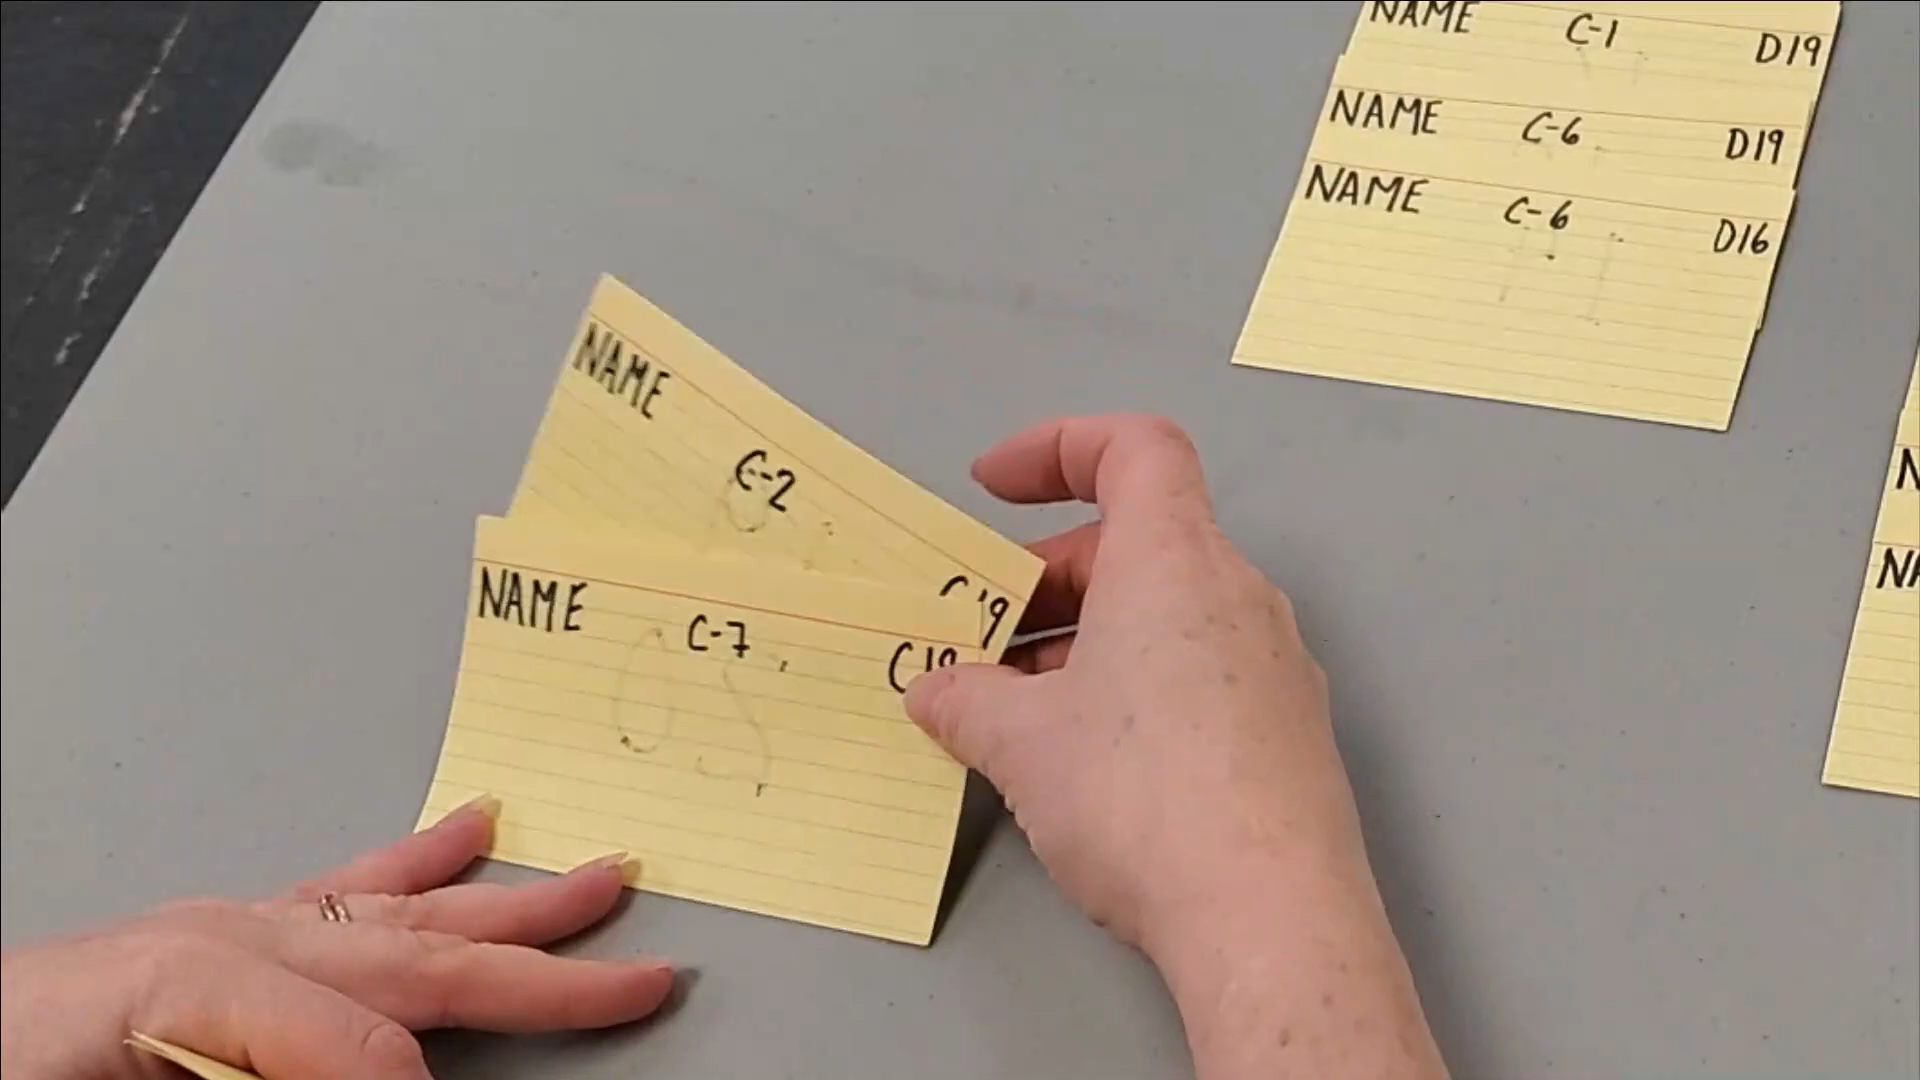 NAME C-1 D19
NAME C-6 D19
NAME C-6 D16
NAME C-2
NAME C-7